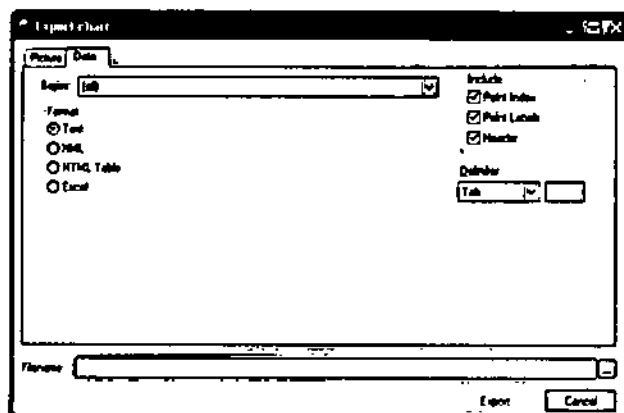 Export chart
Picture Data
Series: (all)
Include
Point Index
Point Labels
Header
Format
Text
XML
HTML Table
Excel
Delimiter
Tab
Filename
...
Export Cancel